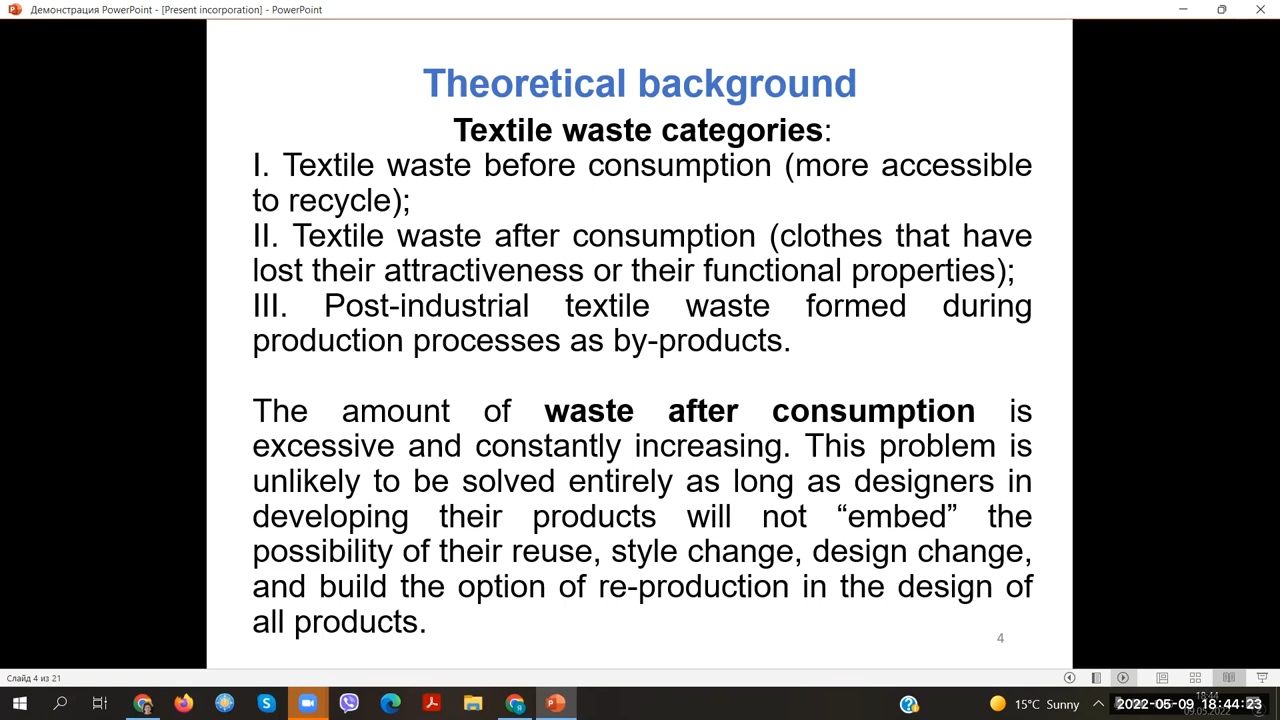 Демонстрация PowerPoint - [Present incorporation] - PowerPoint
Theoretical background
Textile waste categories:
I. Textile waste before consumption (more accessible
to recycle);
II. Textile waste after consumption (clothes that have
lost their attractiveness or their functional properties);
III. Post-industrial textile waste formed during
production processes as by-products.
The amount of waste after consumption is
excessive and constantly increasing. This problem is
unlikely to be solved entirely as long as designers in
developing their products will not “embed” the
possibility of their reuse, style change, design change,
and build the option of re-production in the design of
all products.
4
Слайд 4 из 21
15°C Sunny
18:44
2022-05-09 18:44:23